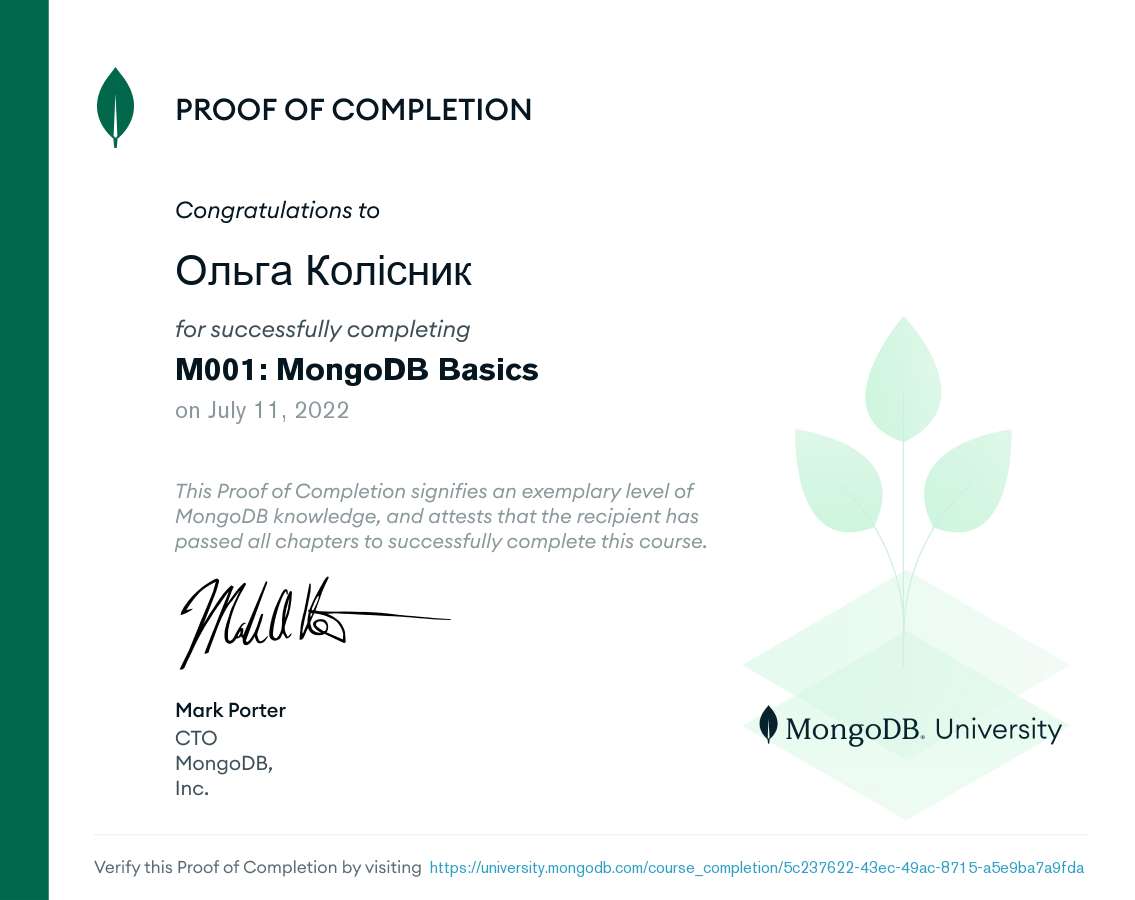 PROOF OF COMPLETION
Congratulations to
Ольга Колісник
for successfully completing
M001: MongoDB Basics
on July 11, 2022
This Proof of Completion signifies an exemplary level of
MongoDB knowledge, and attests that the recipient has
passed all chapters to successfully complete this course.
Mark Porter
CTO
MongoDB,
Inc.
MongoDB. University
Verify this Proof of Completion by visiting https://university.mongodb.com/course_completion/5c237622-43ec-49ac-8715-a5e9ba7a9fda